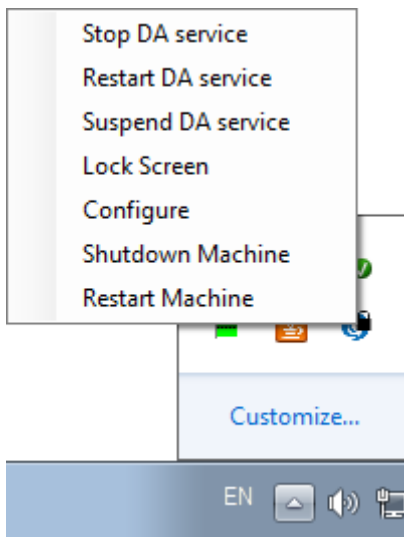 Stop DA service
Restart DA service
Suspend DA service
Lock Screen
Configure
Shutdown Machine
Restart Machine
Customize...
EN